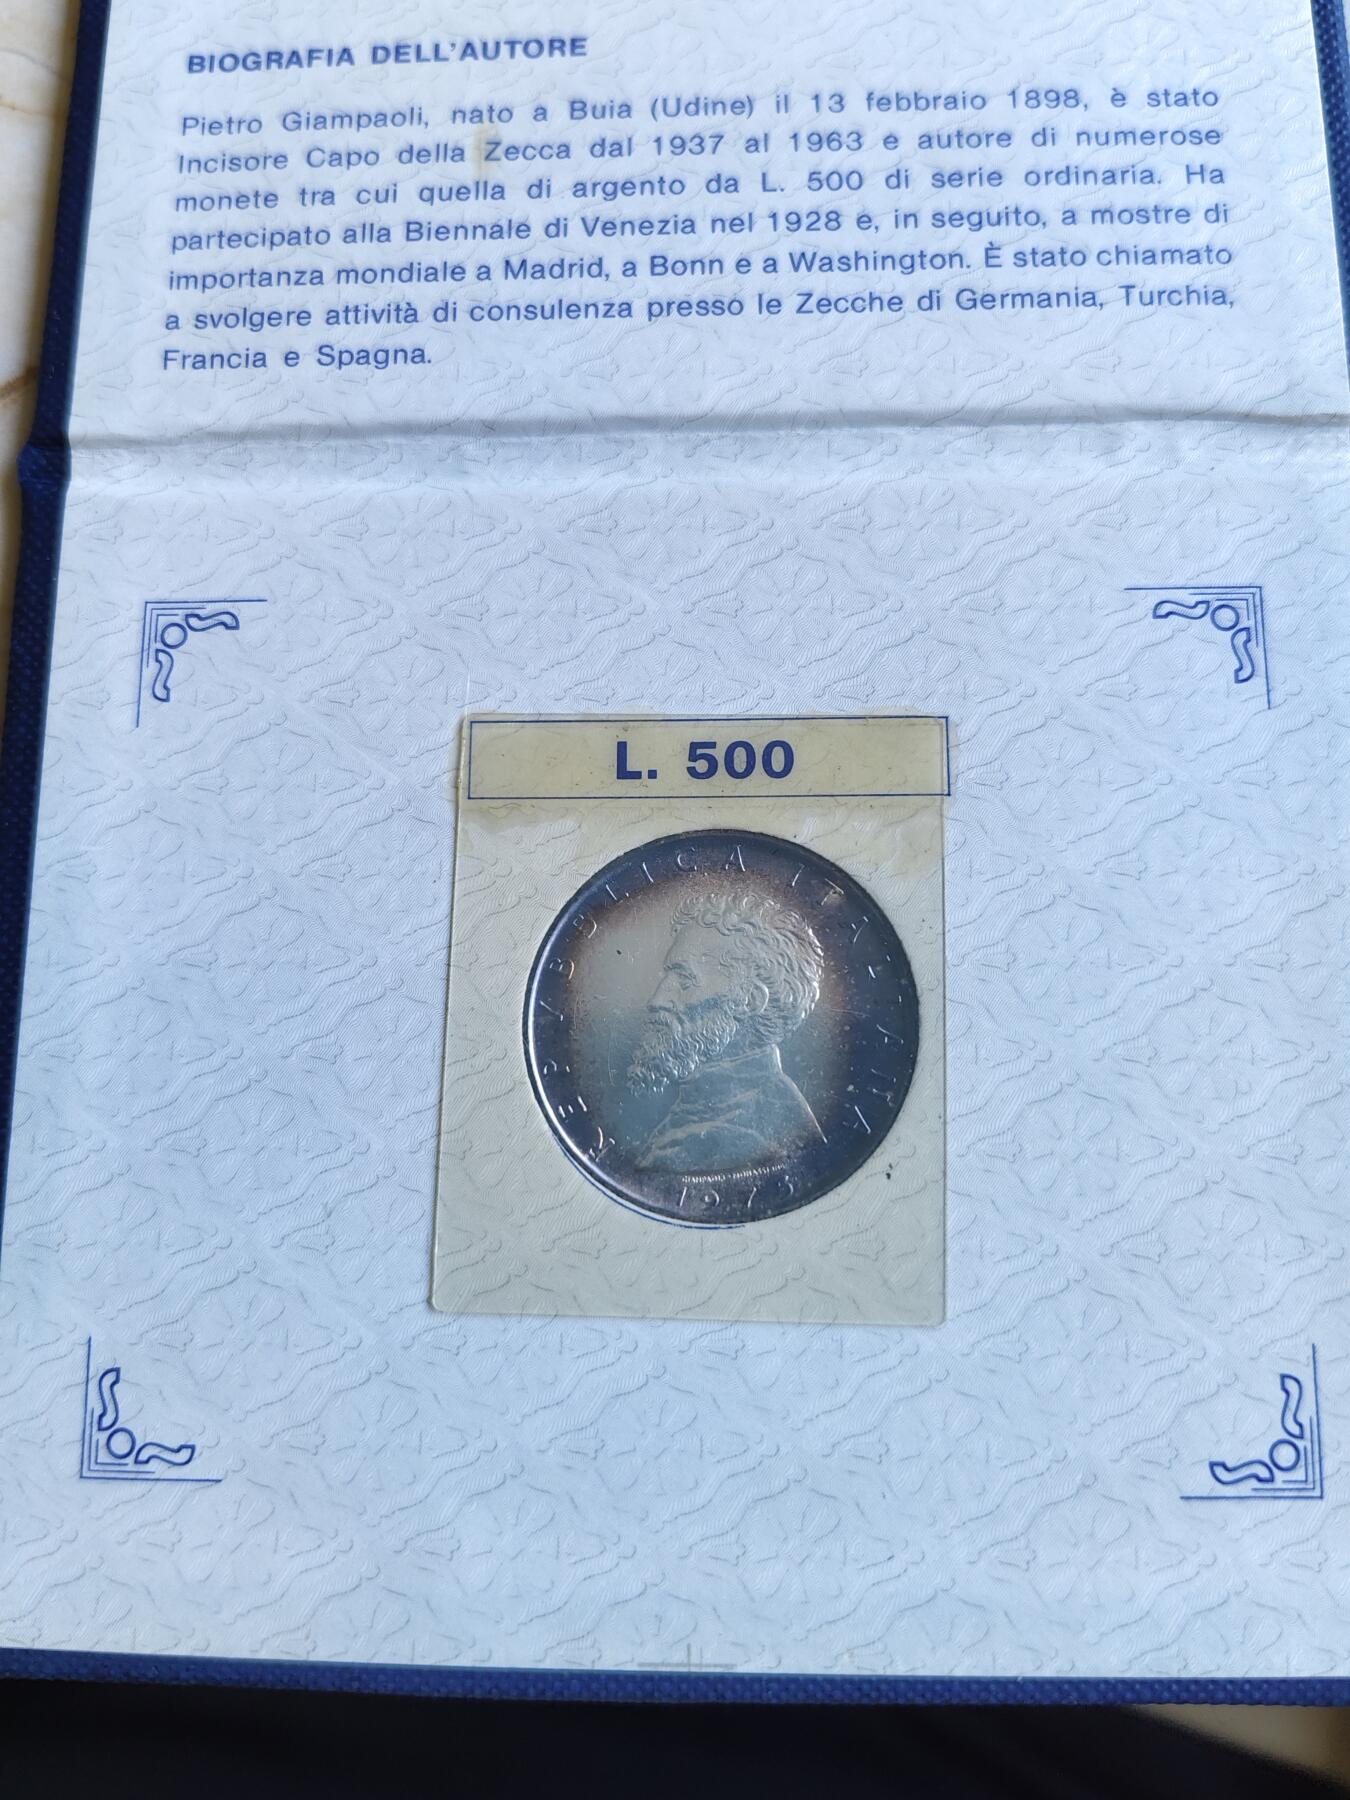 BIOGRAFIA DELL'AUTORE
Pietro Giampaoli, nato a Buia (Udine) il 13 febbraio 1898, è stato
Incisore Capo della Zecca dal 1937 al 1963 e autore di numerose
monete tra cui quella di argento da L. 500 di serie ordinaria. Ha
partecipato alla Biennale di Venezia nel 1928 e, in seguito, a mostre di
importanza mondiale a Madrid, a Bonn e a Washington. È stato chiamato
a svolgere attività di consulenza presso le Zecche di Germania, Turchia,
Francia e Spagna.
L. 500
REPVBBLICA ITALIANA
1975